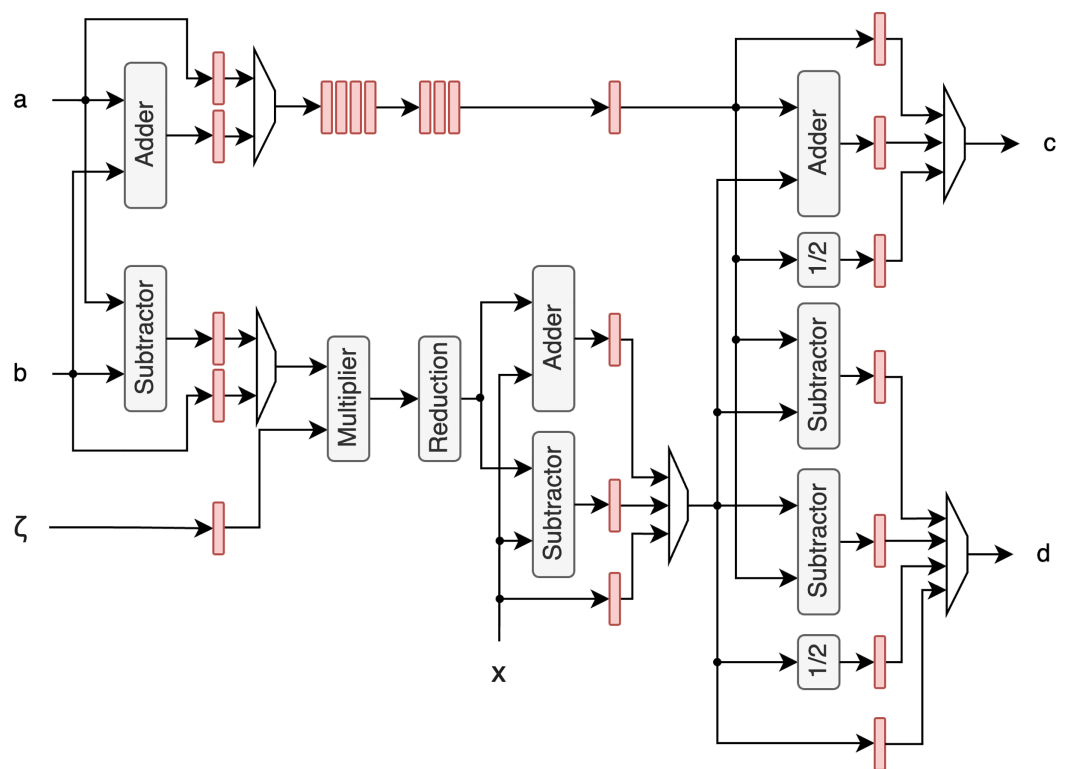 a
Adder
b
Subtractor
ζ
Multiplier
Reduction
Adder
Subtractor
x
Adder
1/2
Subtractor
Subtractor
1/2
c
d